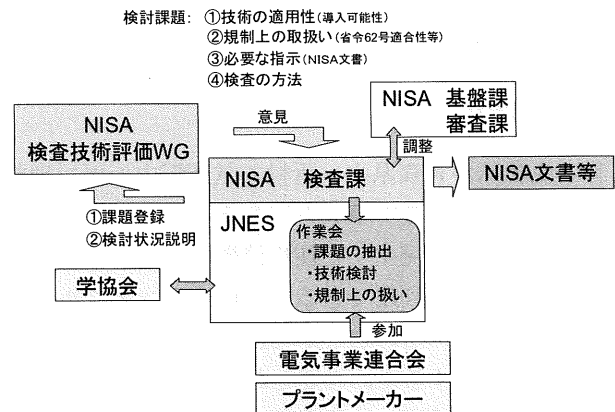 検討課題: ①技術の適用性(導入可能性)
②規制上の取扱い(省令62号適合性等)
③必要な指示(NISA文書)
④検査の方法
NISA
検査技術評価WG
意見
NISA 基盤課
審査課
調整
NISA 検査課
NISA文書等
①課題登録
②検討状況説明
JNES
作業会
・課題の抽出
・技術検討
・規制上の扱い
学協会
参加
電気事業連合会
プラントメーカー